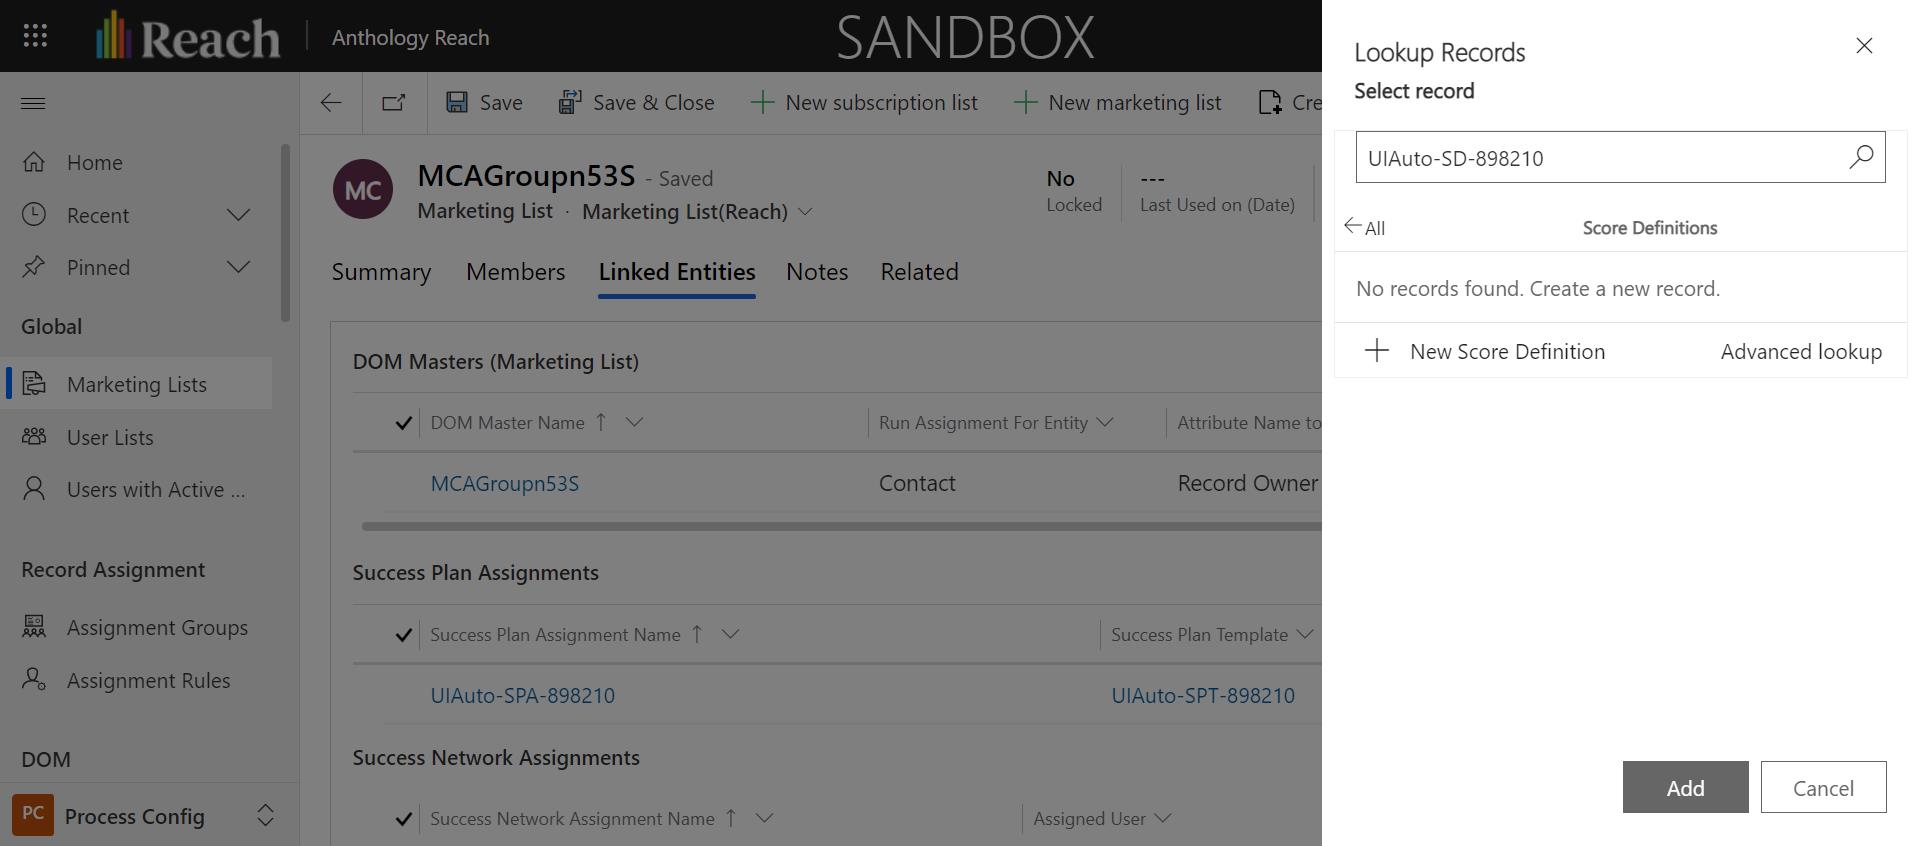 Reach
Anthology Reach
SANDBOX
Save
Save & Close
New subscription list
New marketing list
Cre
Home
Recent
Pinned
Global
Marketing Lists
User Lists
Users with Active ...
Record Assignment
Assignment Groups
Assignment Rules
DOM
PC
Process Config
MC
MCAGroupn53S - Saved
Marketing List · Marketing List(Reach)
No
Locked
---
Last Used on (Date)
Summary
Members
Linked Entities
Notes
Related
DOM Masters (Marketing List)
DOM Master Name
Run Assignment For Entity
Attribute Name to
MCAGroupn53S
Contact
Record Owner
Success Plan Assignments
Success Plan Assignment Name
Success Plan Template
UIAuto-SPA-898210
UIAuto-SPT-898210
Success Network Assignments
Success Network Assignment Name
Assigned User
Lookup Records
Select record
UIAuto-SD-898210
All
Score Definitions
No records found. Create a new record.
New Score Definition
Advanced lookup
Add
Cancel